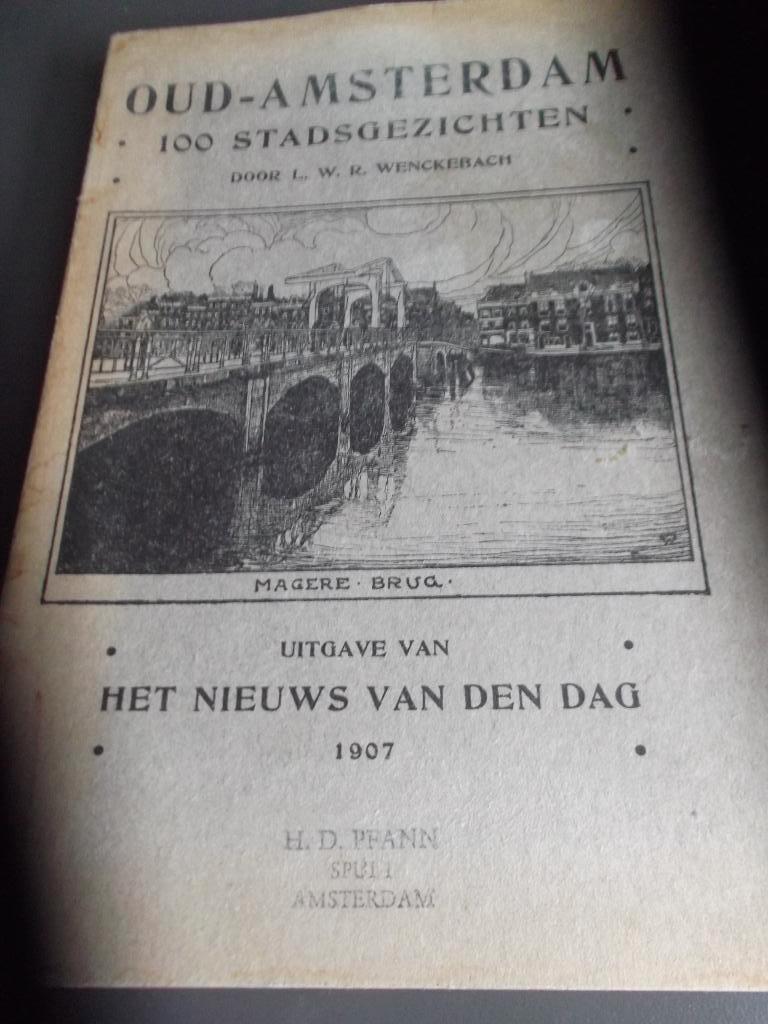 OUD-AMSTERDAM
100 STADSGEZICHTEN
DOOR L. W. R. WENCKEBACH
MAGERE · BRUG ·
UITGAVE VAN
HET NIEUWS VAN DEN DAG
1907
H. D. PFANN
SPUI 1
AMSTERDAM